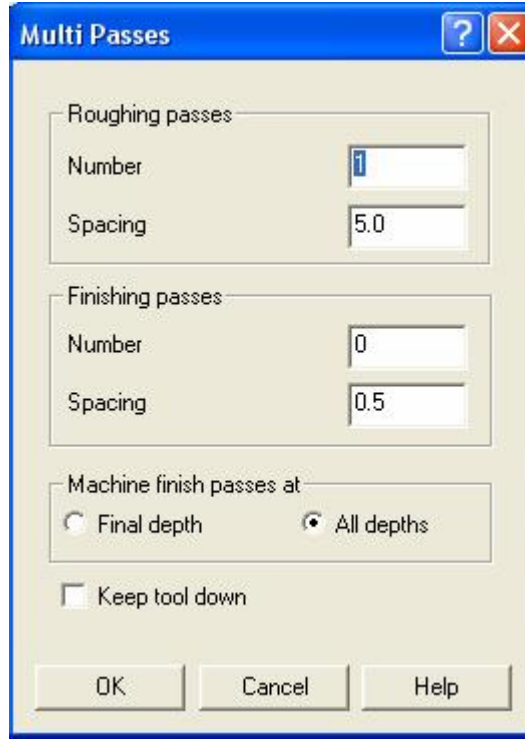 Multi Passes
Roughing passes
Number 1
Spacing 5.0
Finishing passes
Number 0
Spacing 0.5
Machine finish passes at
Final depth All depths
Keep tool down
OK Cancel Help